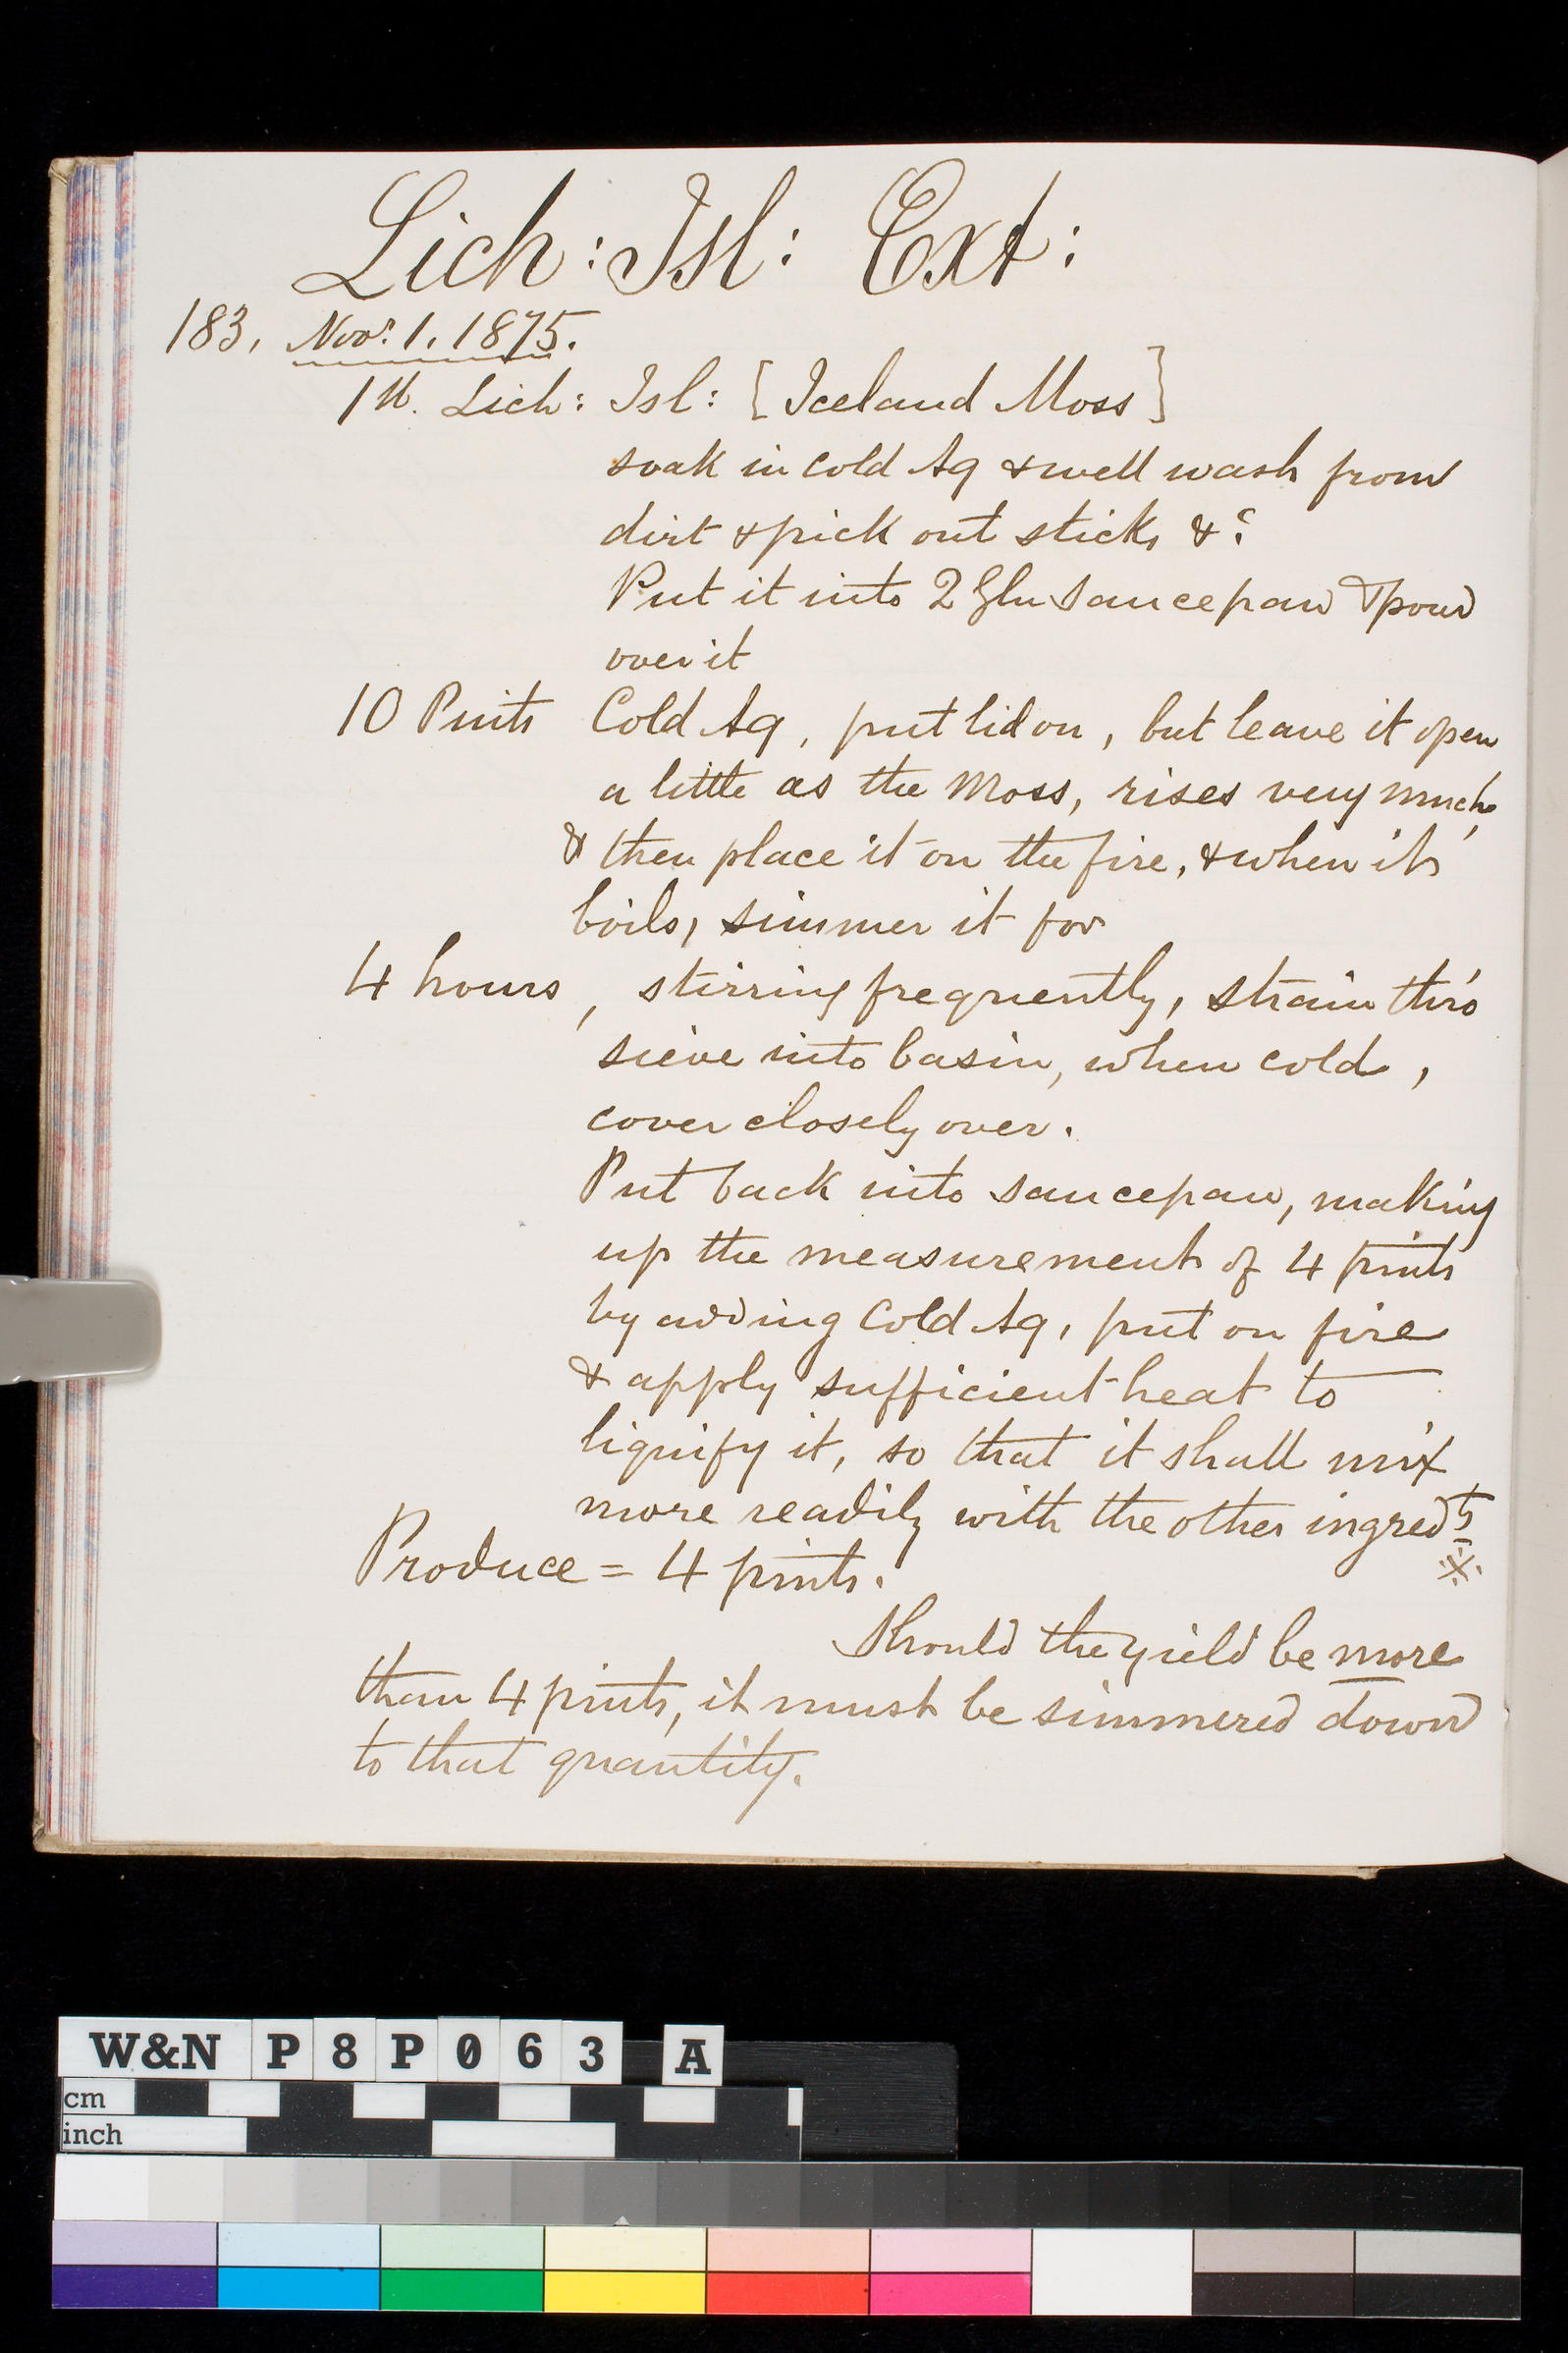 Lich: Isl: Ext:
183, Novr. 1. 1875.
1 lb. Lich: Isl: [Iceland Moss]
soak in cold Aq & well wash from
dirt & pick out sticks &c
Put it into 2 Gln Saucepan & pour
over it
10 Pints Cold Aq, put lid on, but leave it open
a little as the Moss, rises very much,
& then place it on the fire, & when it
boils, simmer it for
4 hours, stirring frequently, strain thro'
sieve into basin, when cold,
cover closely over.
Put back into saucepan, making
up the measurement of 4 pints
by adding Cold Aq, put on fire
& apply sufficient heat to
liquify it, so that it shall mix
more readily with the other ingredts
Produce = 4 pints. ※
Should the yield be more
than 4 pints, it must be simmered down
to that quantity.
W&N P8P063 A
cm
inch